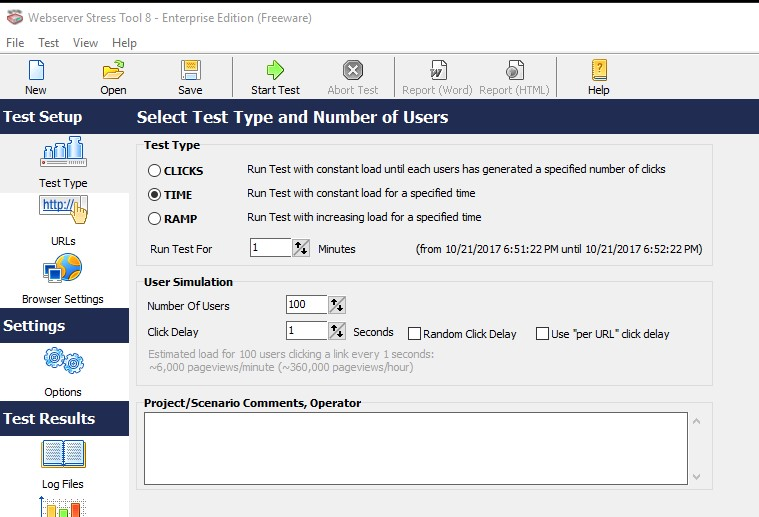 Webserver Stress Tool 8 - Enterprise Edition (Freeware)
File Test View Help
New Open Save Start Test Abort Test Report (Word) Report (HTML) Help
Test Setup
Test Type
http://
URLs
Browser Settings
Settings
Options
Test Results
Log Files
Select Test Type and Number of Users
Test Type
CLICKS Run Test with constant load until each users has generated a specified number of clicks
TIME Run Test with constant load for a specified time
RAMP Run Test with increasing load for a specified time
Run Test For 1 Minutes (from 10/21/2017 6:51:22 PM until 10/21/2017 6:52:22 PM)
User Simulation
Number Of Users 100
Click Delay 1 Seconds Random Click Delay Use "per URL" click delay
Estimated load for 100 users clicking a link every 1 seconds:
~6,000 pageviews/minute (~360,000 pageviews/hour)
Project/Scenario Comments, Operator